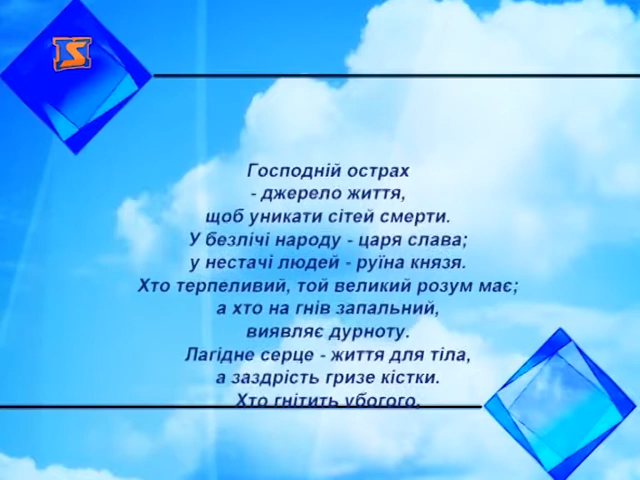 Господній острах
- джерело життя,
щоб уникати сітей смерти.
У безлічі народу - царя слава;
у нестачі людей - руїна князя.
Хто терпеливий, той великий розум має;
а хто на гнів запальний,
виявляє дурноту.
Лагідне серце - життя для тіла,
а заздрість гризе кістки.
Хто гнітить убогого,